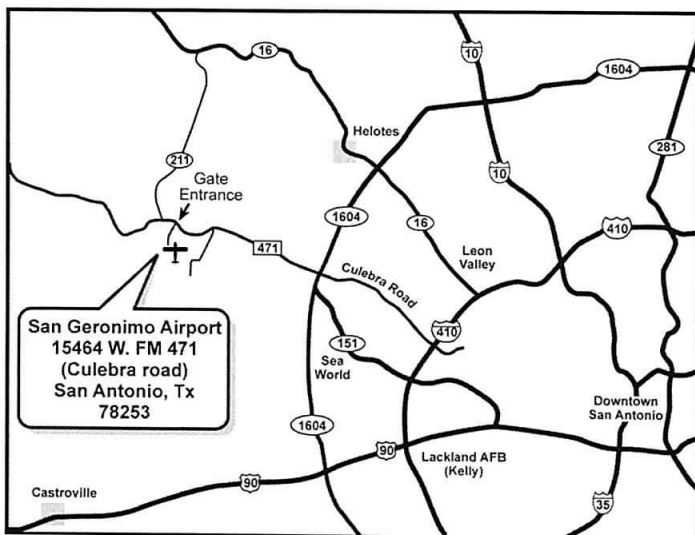 16
10
1604
Helotes
281
211
10
Gate
Entrance
1604
16
410
471
Leon
Valley
Culebra Road
San Geronimo Airport
15464 W. FM 471
(Culebra road)
San Antonio, Tx
78253
410
151
Sea
World
Downtown
San Antonio
1604
90
Lackland AFB
(Kelly)
90
Castroville
35